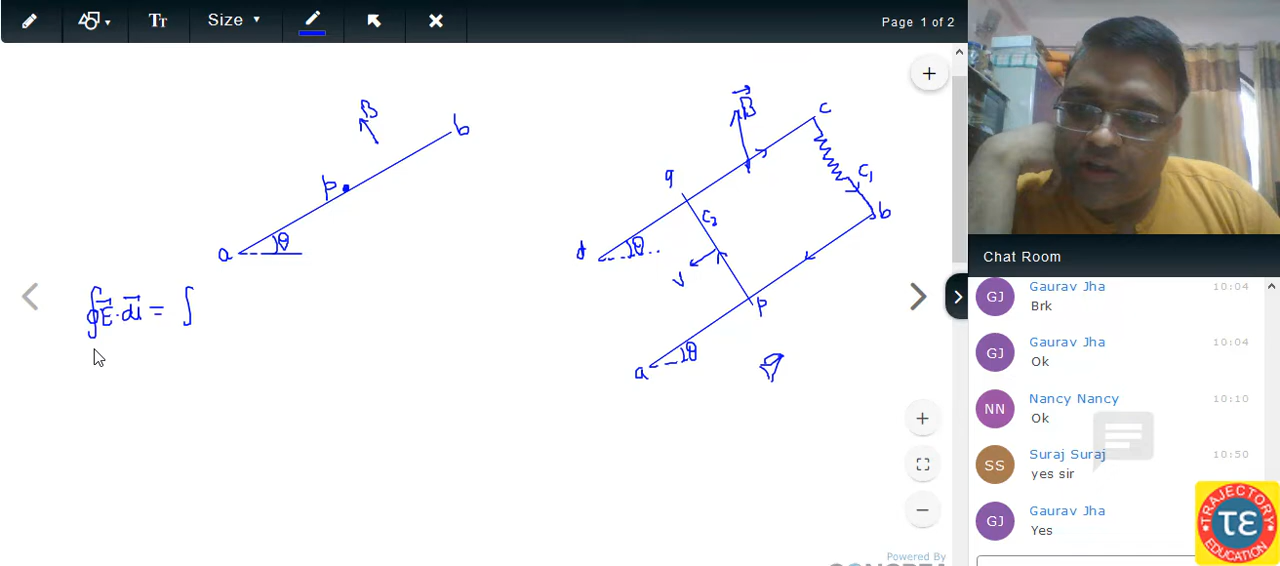 Tт Size Page 1 of 2
B
b
p
a θ
B
c
q
C₁
b
C₂
d θ
v
p
θ
a
∮E⃗·dl⃗ = ∫
Chat Room
GJ Gaurav Jha 10:04
Brk
GJ Gaurav Jha 10:04
Ok
NN Nancy Nancy 10:10
Ok
SS Suraj Suraj 10:50
yes sir
GJ Gaurav Jha
Yes
TRAJECTORY
TE
EDUCATION
Powered By